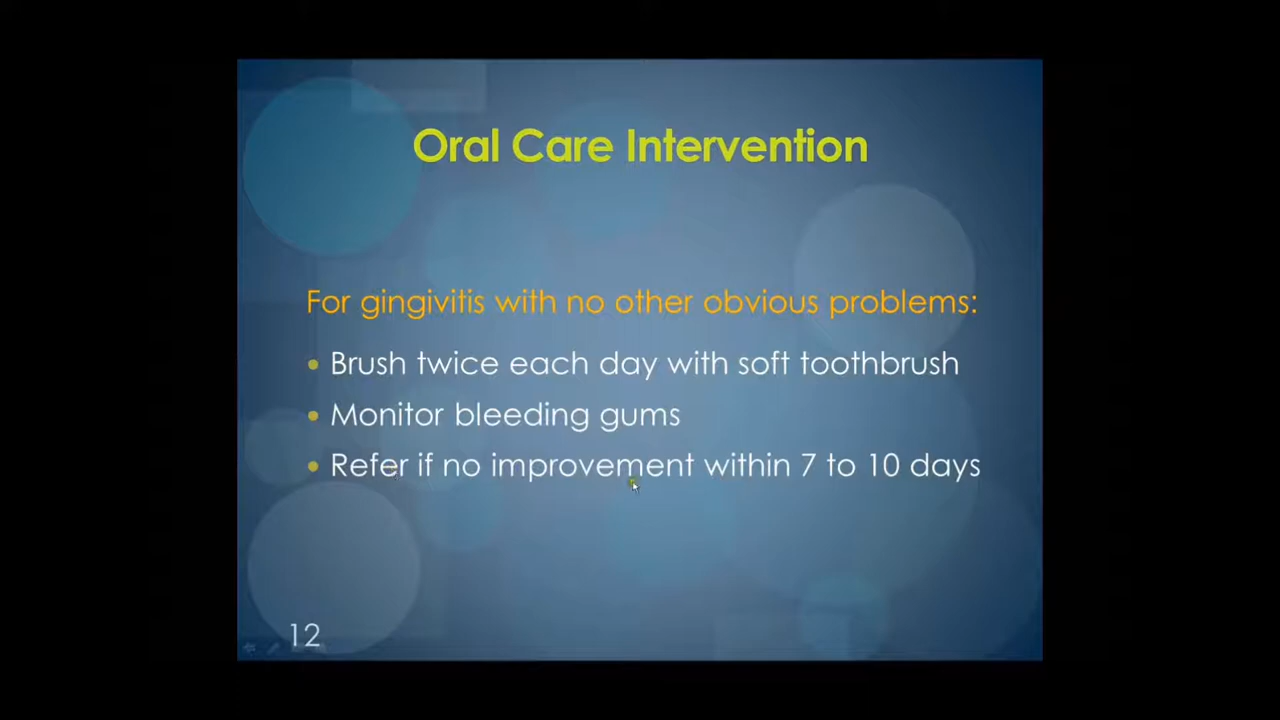 Oral Care Intervention
For gingivitis with no other obvious problems:
• Brush twice each day with soft toothbrush
• Monitor bleeding gums
• Refer if no improvement within 7 to 10 days
12